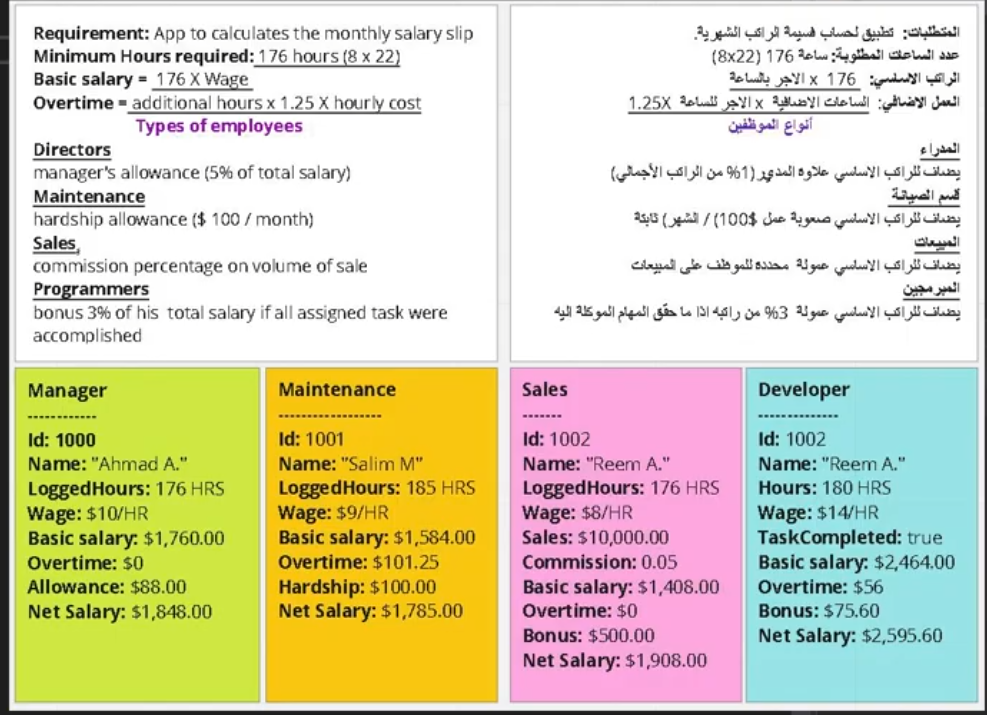 Requirement: App to calculates the monthly salary slip
Minimum Hours required: 176 hours (8 x 22)
Basic salary = 176 X Wage
Overtime = additional hours x 1.25 X hourly cost
Types of employees
Directors
manager's allowance (5% of total salary)
Maintenance
hardship allowance ($ 100 / month)
Sales,
commission percentage on volume of sale
Programmers
bonus 3% of his total salary if all assigned task were
accomplished
المتطلبات: تطبيق لحساب قسيمة الراتب الشهرية.
عدد الساعات المطلوبة: ساعة 176 (8x22)
الراتب الاساسي: 176 x الاجر بالساعة
العمل الاضافي: الساعات الاضافية x الاجر للساعة 1.25X
أنواع الموظفين
المدراء
يضاف للراتب الاساسي علاوة المدير (1% من الراتب الأجمالي)
قسم الصيانة
يضاف للراتب الاساسي صعوبة عمل $100) / الشهر) ثابتة
المبيعات
يضاف للراتب الاساسي عمولة محددة للموظف على المبيعات
المبرمجين
يضاف للراتب الاساسي عمولة 3% من راتبه اذا ما حقق المهام الموكلة اليه
Manager
------------
Id: 1000
Name: "Ahmad A."
LoggedHours: 176 HRS
Wage: $10/HR
Basic salary: $1,760.00
Overtime: $0
Allowance: $88.00
Net Salary: $1,848.00
Maintenance
------------------
Id: 1001
Name: "Salim M"
LoggedHours: 185 HRS
Wage: $9/HR
Basic salary: $1,584.00
Overtime: $101.25
Hardship: $100.00
Net Salary: $1,785.00
Sales
-------
Id: 1002
Name: "Reem A."
LoggedHours: 176 HRS
Wage: $8/HR
Sales: $10,000.00
Commission: 0.05
Basic salary: $1,408.00
Overtime: $0
Bonus: $500.00
Net Salary: $1,908.00
Developer
--------------
Id: 1002
Name: "Reem A."
Hours: 180 HRS
Wage: $14/HR
TaskCompleted: true
Basic salary: $2,464.00
Overtime: $56
Bonus: $75.60
Net Salary: $2,595.60